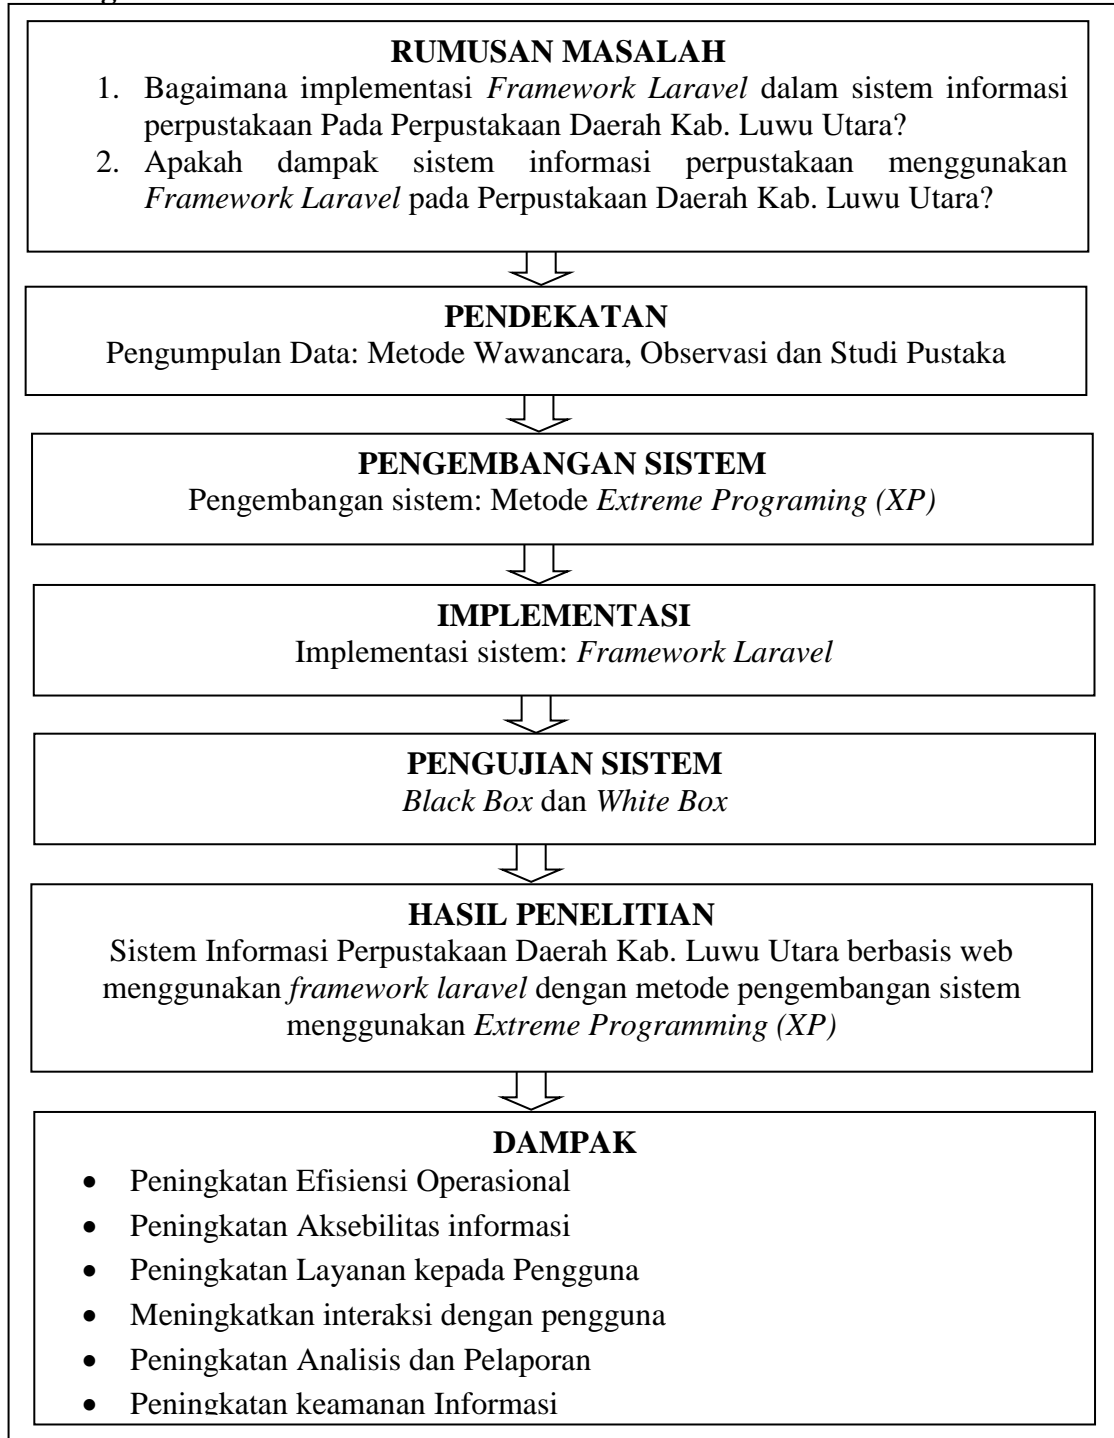 RUMUSAN MASALAH
1. Bagaimana implementasi Framework Laravel dalam sistem informasi
perpustakaan Pada Perpustakaan Daerah Kab. Luwu Utara?
2. Apakah dampak sistem informasi perpustakaan menggunakan
Framework Laravel pada Perpustakaan Daerah Kab. Luwu Utara?
PENDEKATAN
Pengumpulan Data: Metode Wawancara, Observasi dan Studi Pustaka
PENGEMBANGAN SISTEM
Pengembangan sistem: Metode Extreme Programing (XP)
IMPLEMENTASI
Implementasi sistem: Framework Laravel
PENGUJIAN SISTEM
Black Box dan White Box
HASIL PENELITIAN
Sistem Informasi Perpustakaan Daerah Kab. Luwu Utara berbasis web
menggunakan framework laravel dengan metode pengembangan sistem
menggunakan Extreme Programming (XP)
DAMPAK
• Peningkatan Efisiensi Operasional
• Peningkatan Aksebilitas informasi
• Peningkatan Layanan kepada Pengguna
• Meningkatkan interaksi dengan pengguna
• Peningkatan Analisis dan Pelaporan
• Peningkatan keamanan Informasi